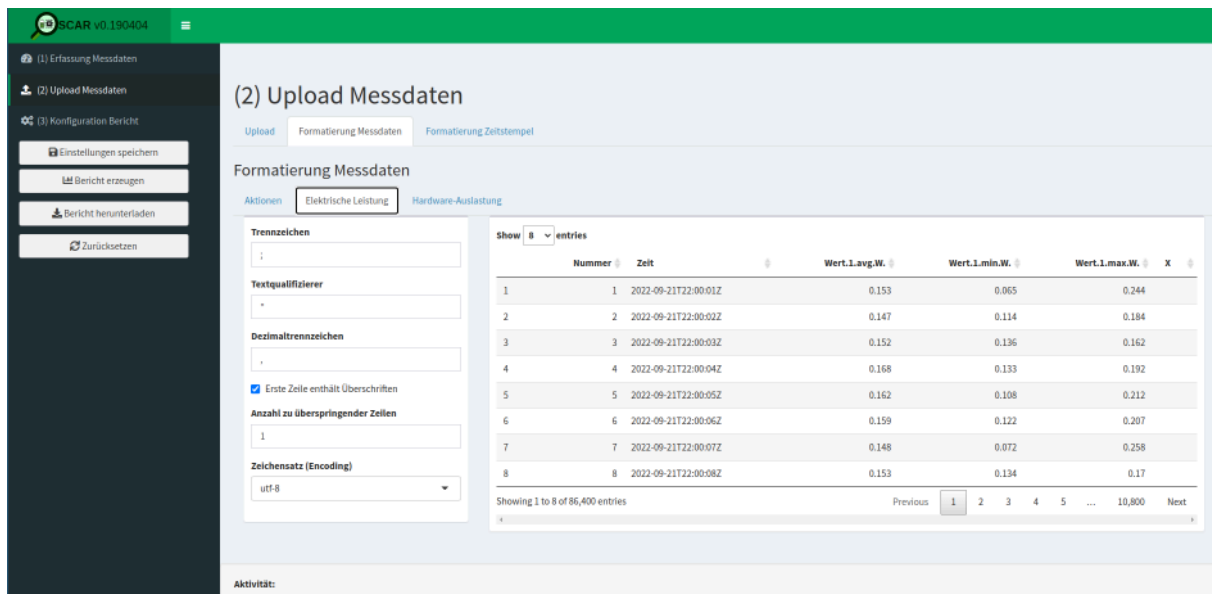 SCAR v0.190404
(1) Erfassung Messdaten
(2) Upload Messdaten
(3) Konfiguration Bericht
Einstellungen speichern
Bericht erzeugen
Bericht herunterladen
Zurücksetzen
(2) Upload Messdaten
Upload Formatierung Messdaten Formatierung Zeitstempel
Formatierung Messdaten
Aktionen Elektrische Leistung Hardware-Auslastung
Trennzeichen
;
Textqualifizierer
Dezimaltrennzeichen
,
Erste Zeile enthält Überschriften
Anzahl zu überspringender Zeilen
1
Zeichensatz (Encoding)
utf-8
Show 8 entries
Nummer Zeit Wert.1.avg.W. Wert.1.min.W. Wert.1.max.W. X
1 1 2022-09-21T22:00:01Z 0.153 0.065 0.244
2 2 2022-09-21T22:00:02Z 0.147 0.114 0.184
3 3 2022-09-21T22:00:03Z 0.152 0.136 0.162
4 4 2022-09-21T22:00:04Z 0.168 0.133 0.192
5 5 2022-09-21T22:00:05Z 0.162 0.108 0.212
6 6 2022-09-21T22:00:06Z 0.159 0.122 0.207
7 7 2022-09-21T22:00:07Z 0.148 0.072 0.258
8 8 2022-09-21T22:00:08Z 0.153 0.134 0.17
Showing 1 to 8 of 86,400 entries
Previous 1 2 3 4 5 ... 10,800 Next
Aktivität: